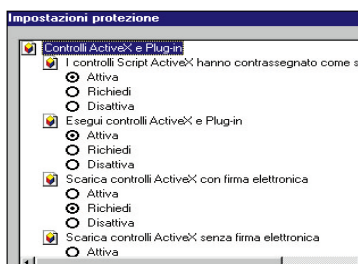 Impostazioni protezione
Controlli ActiveX e Plug-in
I controlli Script ActiveX hanno contrassegnato come s
Attiva
Richiedi
Disattiva
Esegui controlli ActiveX e Plug-in
Attiva
Richiedi
Disattiva
Scarica controlli ActiveX con firma elettronica
Attiva
Richiedi
Disattiva
Scarica controlli ActiveX senza firma elettronica
Attiva